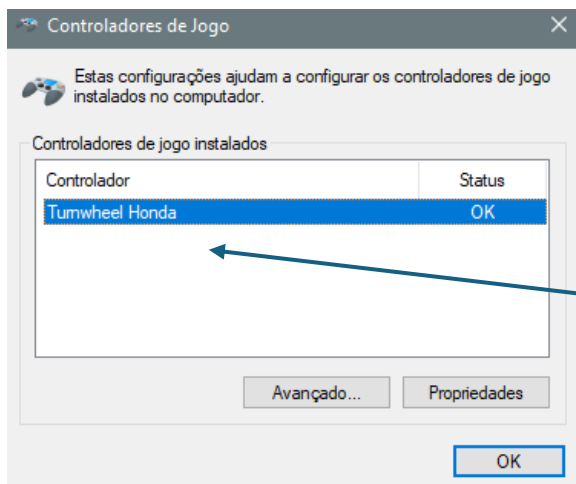 Controladores de Jogo
Estas configurações ajudam a configurar os controladores de jogo
instalados no computador.
Controladores de jogo instalados
Controlador Status
Turnwheel Honda OK
Avançado... Propriedades
OK